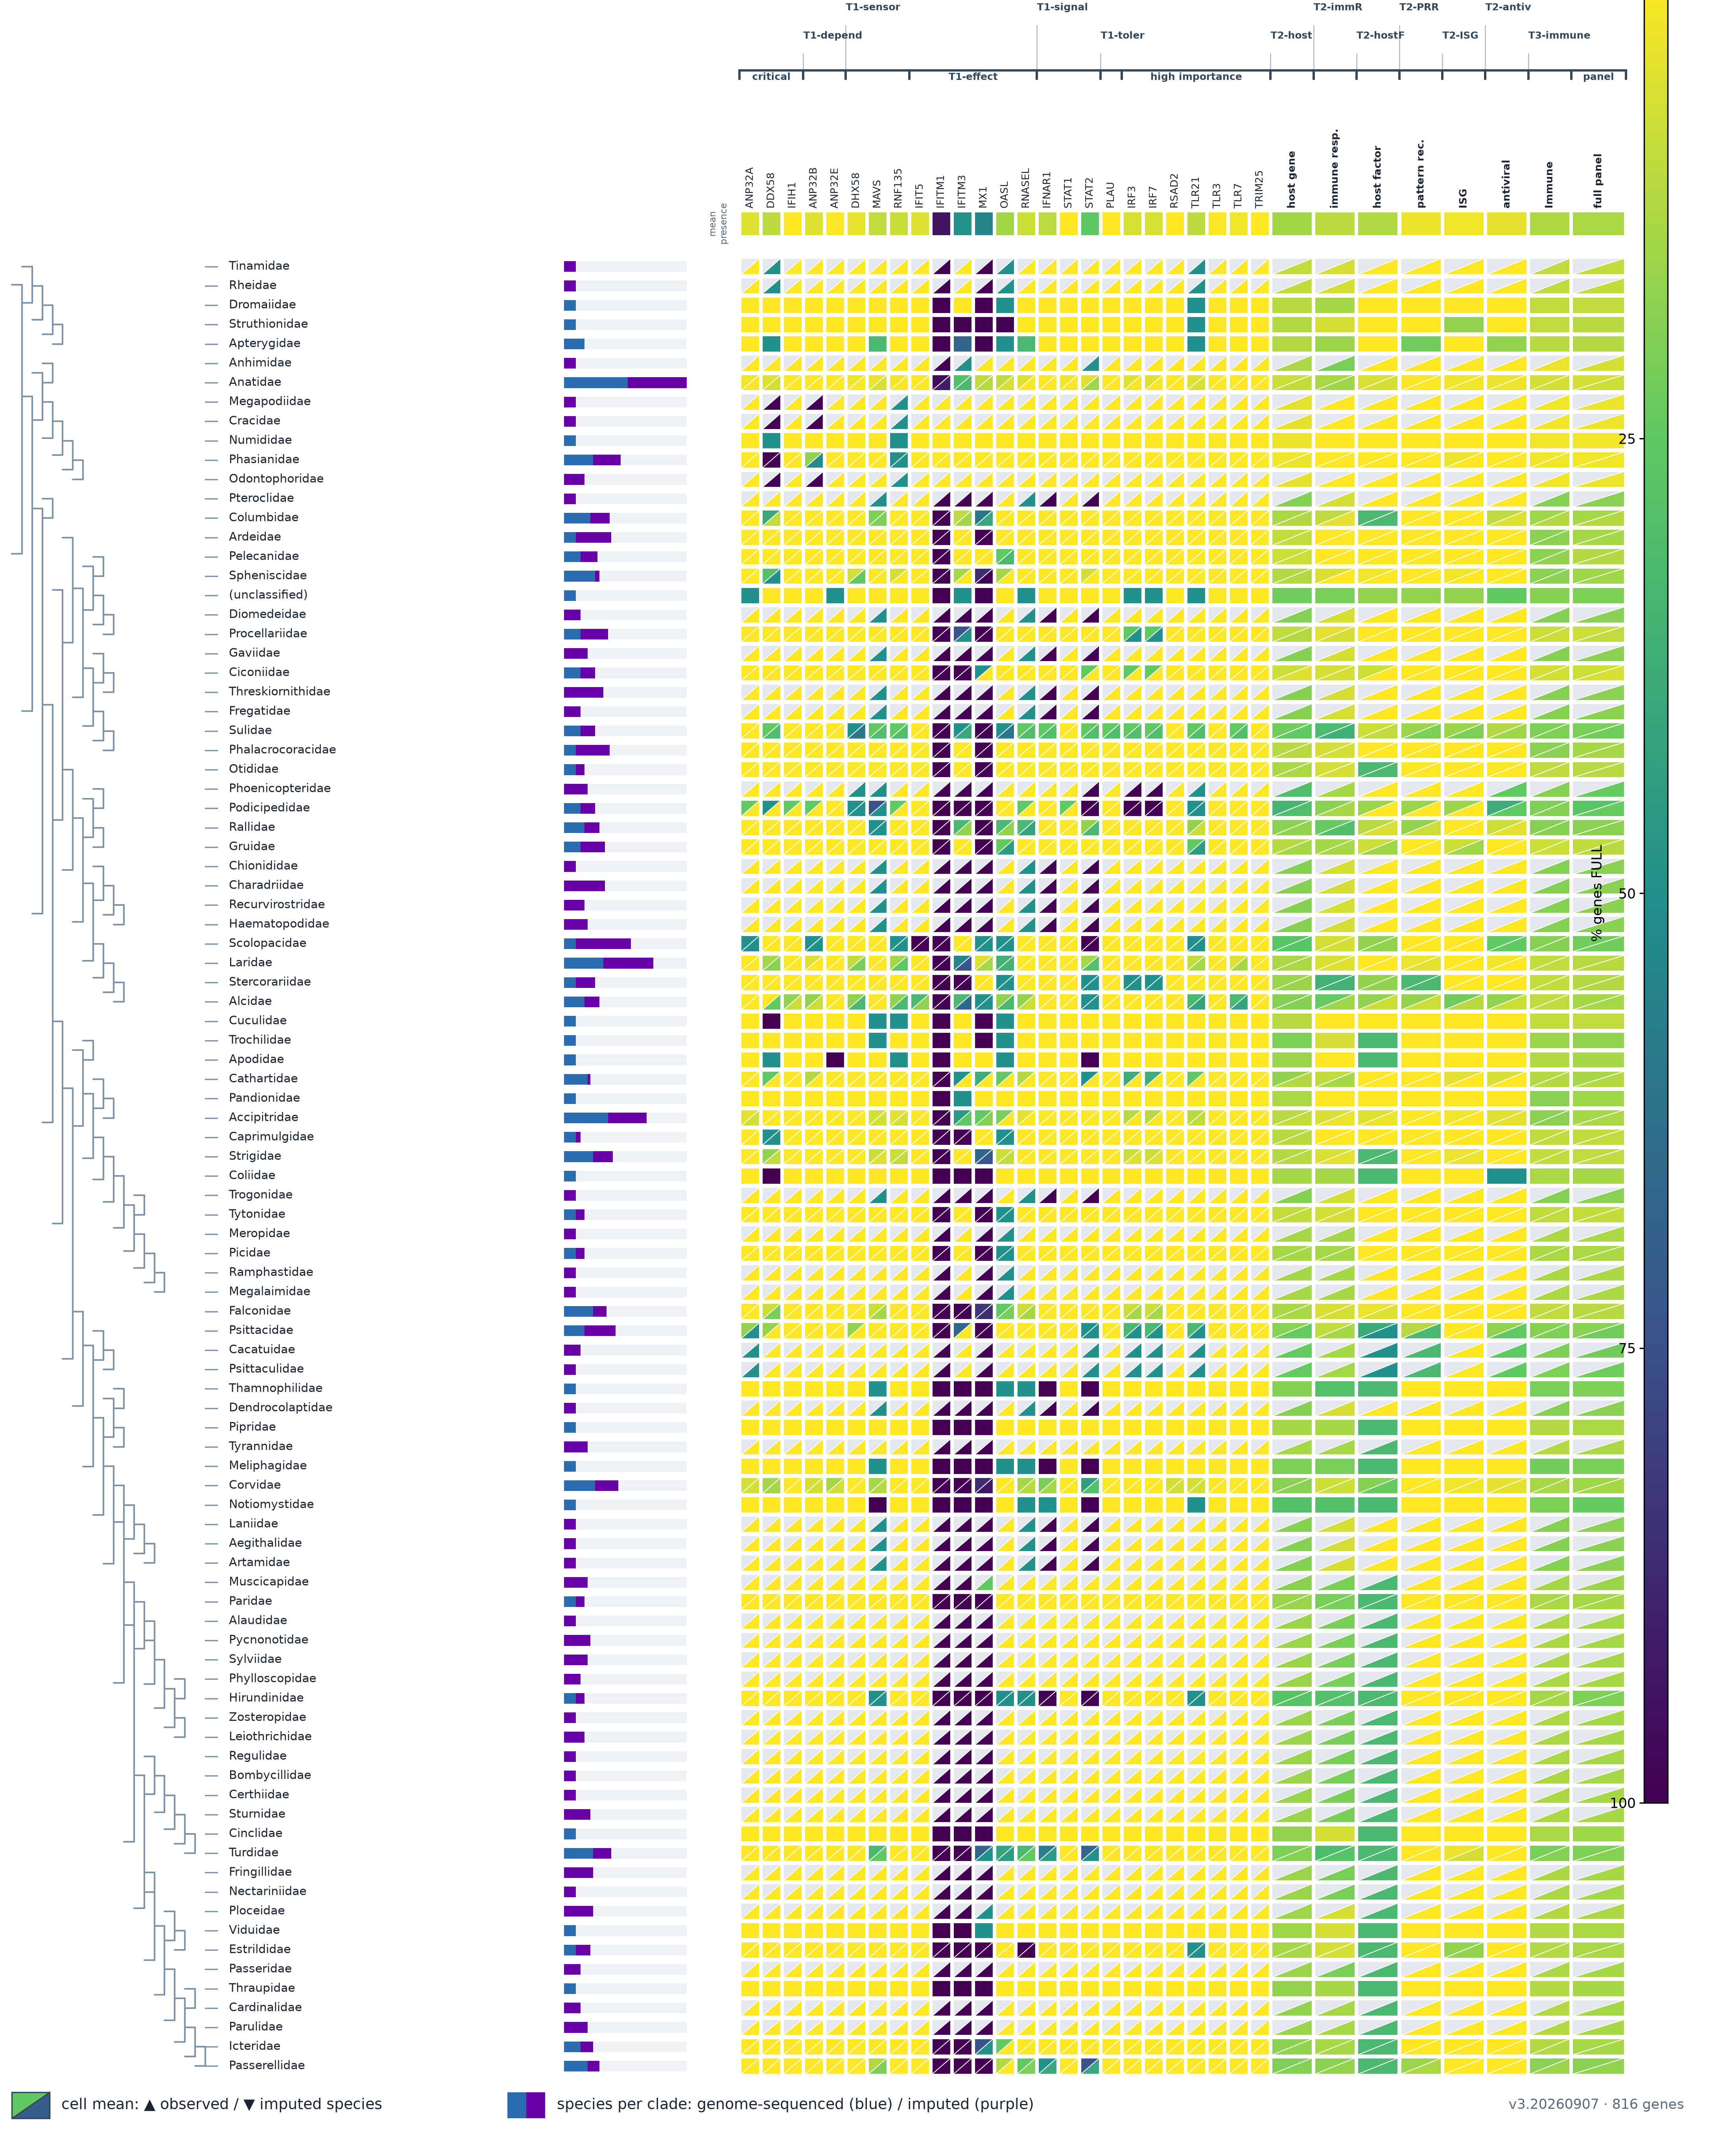 T1-sensor T1-signal T2-immR T2-PRR T2-antiv
T1-depend T1-toler T2-host T2-hostF T2-ISG T3-immune
critical T1-effect high importance panel
ANP32A
DDX58
IFIH1
ANP32B
ANP32E
DHX58
MAVS
RNF135
IFIT5
IFITM1
IFITM3
MX1
OASL
RNASEL
IFNAR1
STAT1
STAT2
PLAU
IRF3
IRF7
RSAD2
TLR21
TLR3
TLR7
TRIM25
host gene
immune resp.
host factor
pattern rec.
ISG
antiviral
Immune
full panel
mean
presence
Tinamidae
Rheidae
Dromaiidae
Struthionidae
Apterygidae
Anhimidae
Anatidae
Megapodiidae
Cracidae
Numididae
25
Phasianidae
Odontophoridae
Pteroclidae
Columbidae
Ardeidae
Pelecanidae
Spheniscidae
(unclassified)
Diomedeidae
Procellariidae
Gaviidae
Ciconiidae
Threskiornithidae
Fregatidae
Sulidae
Phalacrocoracidae
Otididae
Phoenicopteridae
Podicipedidae
Rallidae
Gruidae
Chionididae
Charadriidae
% genes FULL
50
Recurvirostridae
Haematopodidae
Scolopacidae
Laridae
Stercorariidae
Alcidae
Cuculidae
Trochilidae
Apodidae
Cathartidae
Pandionidae
Accipitridae
Caprimulgidae
Strigidae
Coliidae
Trogonidae
Tytonidae
Meropidae
Picidae
Ramphastidae
Megalaimidae
Falconidae
Psittacidae
Cacatuidae
75
Psittaculidae
Thamnophilidae
Dendrocolaptidae
Pipridae
Tyrannidae
Meliphagidae
Corvidae
Notiomystidae
Laniidae
Aegithalidae
Artamidae
Muscicapidae
Paridae
Alaudidae
Pycnonotidae
Sylviidae
Phylloscopidae
Hirundinidae
Zosteropidae
Leiothrichidae
Regulidae
Bombycillidae
Certhiidae
100
Sturnidae
Cinclidae
Turdidae
Fringillidae
Nectariniidae
Ploceidae
Viduidae
Estrildidae
Passeridae
Thraupidae
Cardinalidae
Parulidae
Icteridae
Passerellidae
cell mean: ▲ observed / ▼ imputed species
species per clade: genome-sequenced (blue) / imputed (purple)
v3.20260907 · 816 genes